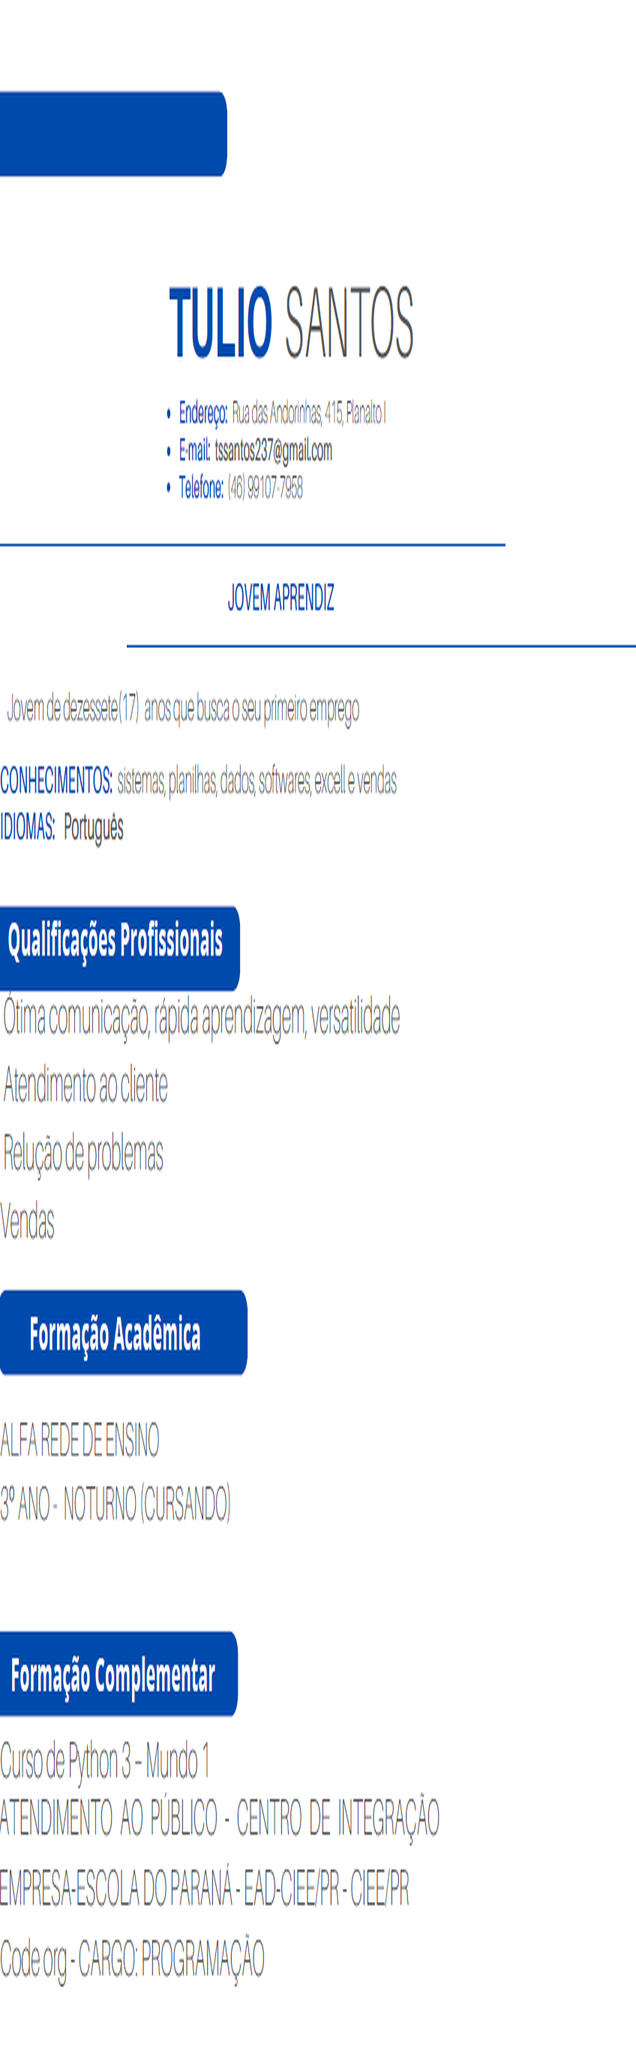 TULIO SANTOS
• Endereço: Rua das Andorinhas, 415, Planalto I
• E-mail: tssantos237@gmail.com
• Telefone: (46) 99107-7958
JOVEM APRENDIZ
Jovem de dezessete(17) anos que busca o seu primeiro emprego
CONHECIMENTOS: sistemas, planilhas, dados, softwares, excell e vendas
IDIOMAS: Português
Qualificações Profissionais
Ótima comunicação, rápida aprendizagem, versatilidade
Atendimento ao cliente
Relução de problemas
Vendas
Formação Acadêmica
ALFA REDE DE ENSINO
3º ANO - NOTURNO (CURSANDO)
Formação Complementar
Curso de Python 3 – Mundo 1
ATENDIMENTO AO PÚBLICO - CENTRO DE INTEGRAÇÃO
EMPRESA-ESCOLA DO PARANÁ - EAD-CIEE/PR - CIEE/PR
Code org - CARGO: PROGRAMAÇÃO